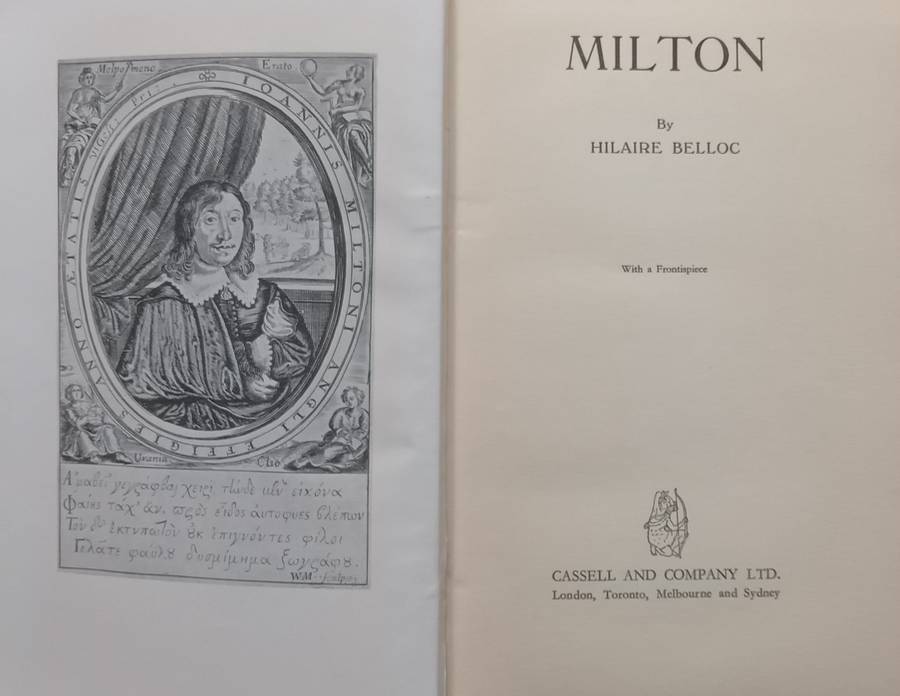 Melpomene
Erato
IOANNIS MILTONI ANGLI EFFIGIES ANNO ÆTATIS Pri:
Urania
Clio
Ἀμαθεῖ γεγράφθαι χειρὶ τήνδε μὲν εἰκόνα
Φαίης τάχ' ἄν, πρὸς εἶδος αὐτοφυὲς βλέπων
Τὸν δ' ἐκτυπωτὸν οὐκ ἐπιγνόντες φίλοι
Γελᾶτε φαύλου δυσμίμημα ζωγράφου.
W.M.
MILTON
By
HILAIRE BELLOC
With a Frontispiece
CASSELL AND COMPANY LTD.
London, Toronto, Melbourne and Sydney